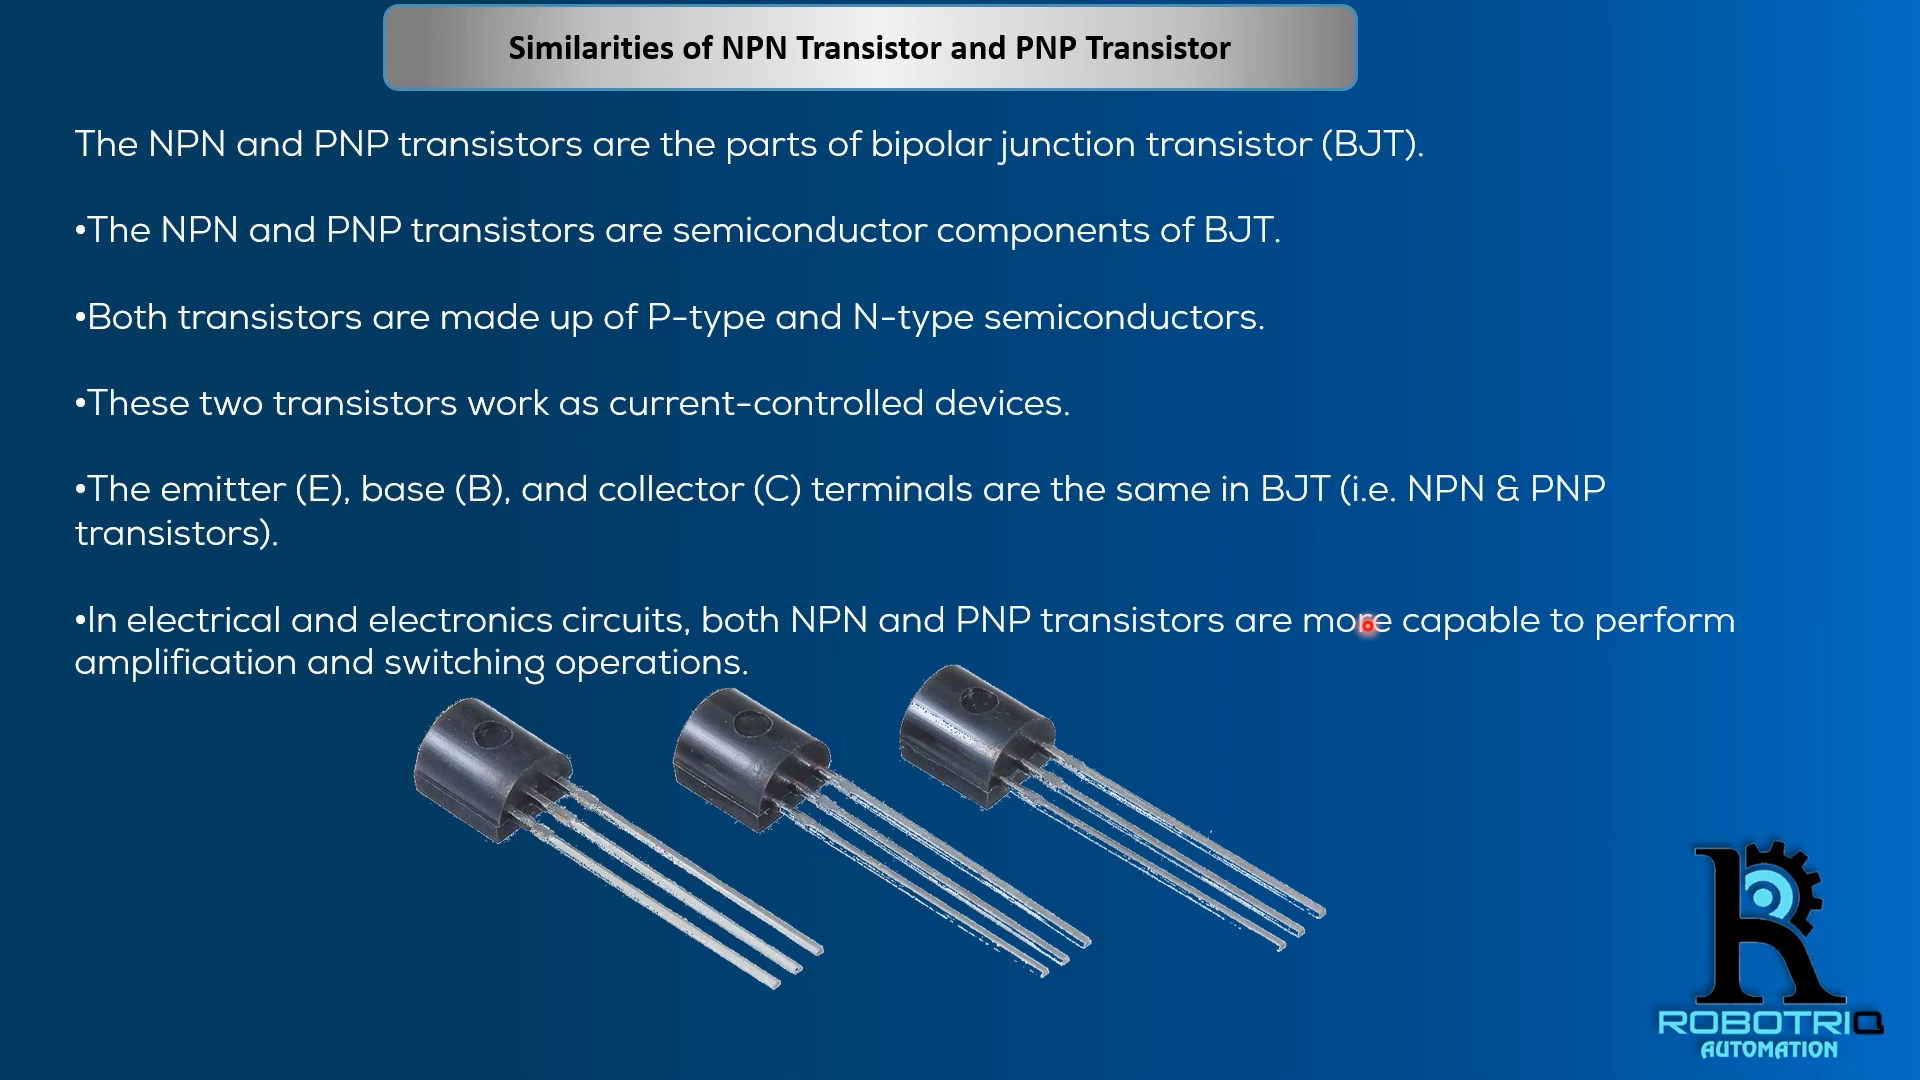 Similarities of NPN Transistor and PNP Transistor
The NPN and PNP transistors are the parts of bipolar junction transistor (BJT).
•The NPN and PNP transistors are semiconductor components of BJT.
•Both transistors are made up of P-type and N-type semiconductors.
•These two transistors work as current-controlled devices.
•The emitter (E), base (B), and collector (C) terminals are the same in BJT (i.e. NPN & PNP
transistors).
•In electrical and electronics circuits, both NPN and PNP transistors are more capable to perform
amplification and switching operations.
ROBOTRIQ
AUTOMATION